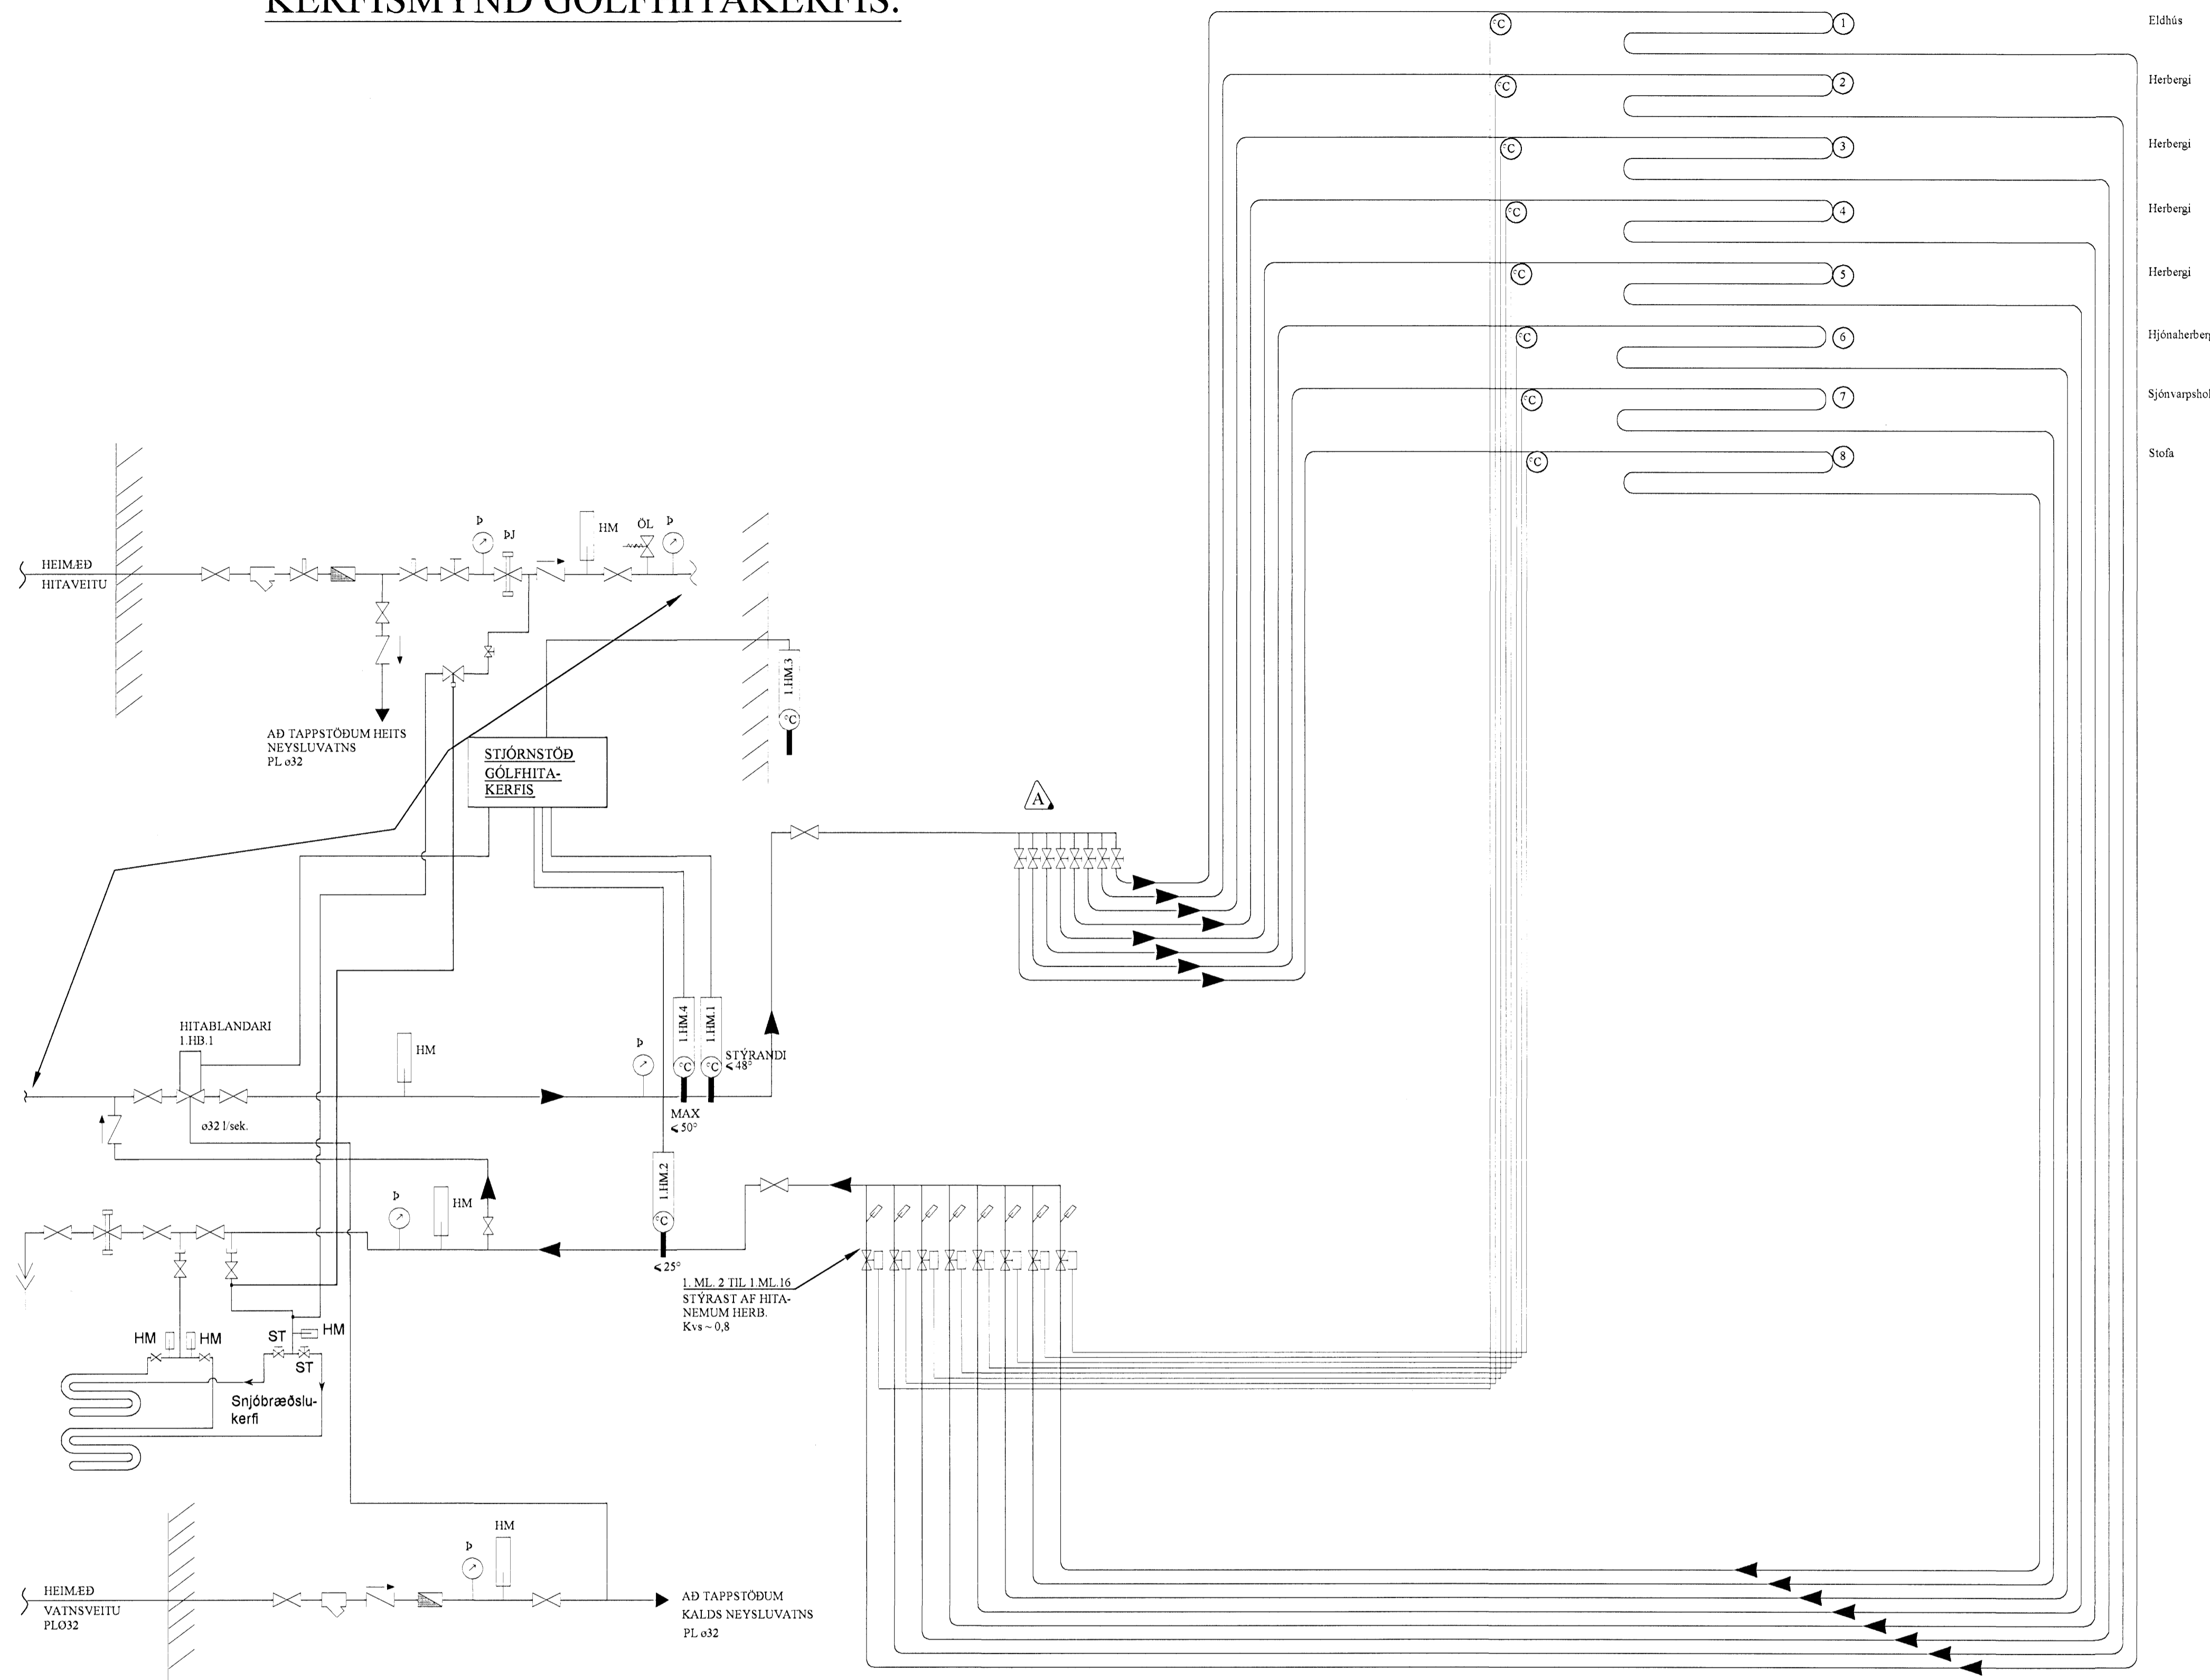 KERFISMYND GÓLFHITAKERFIS:
°C
1
Eldhús
°C
2
Herbergi
°C
3
Herbergi
°C
4
Herbergi
°C
5
Herbergi
°C
6
Hjónaherberg
°C
7
Sjónvarpshol
°C
8
Stofa
HEIMÆÐ
HITAVEITU
Þ
ÞJ
HM
ÖL
Þ
AÐ TAPPSTÖÐUM HEITS
NEYSLUVATNS
PL ø32
1.HM.3
°C
STJÓRNSTÖÐ
GÓLFHITA-
KERFIS
A
HITABLANDARI
1.HB.1
HM
Þ
1.HM.4
°C
1.HM.1
°C
STÝRANDI
⩽48°
MAX
⩽50°
ø32 l/sek.
Þ
HM
1.HM.2
°C
⩽25°
1. ML. 2 TIL 1.ML.16
STÝRAST AF HITA-
NEMUM HERB.
Kvs ~ 0,8
HM
HM
ST
HM
ST
Snjóbræðslu-
kerfi
HEIMÆÐ
VATNSVEITU
PLØ32
Þ
HM
AÐ TAPPSTÖÐUM
KALDS NEYSLUVATNS
PL ø32